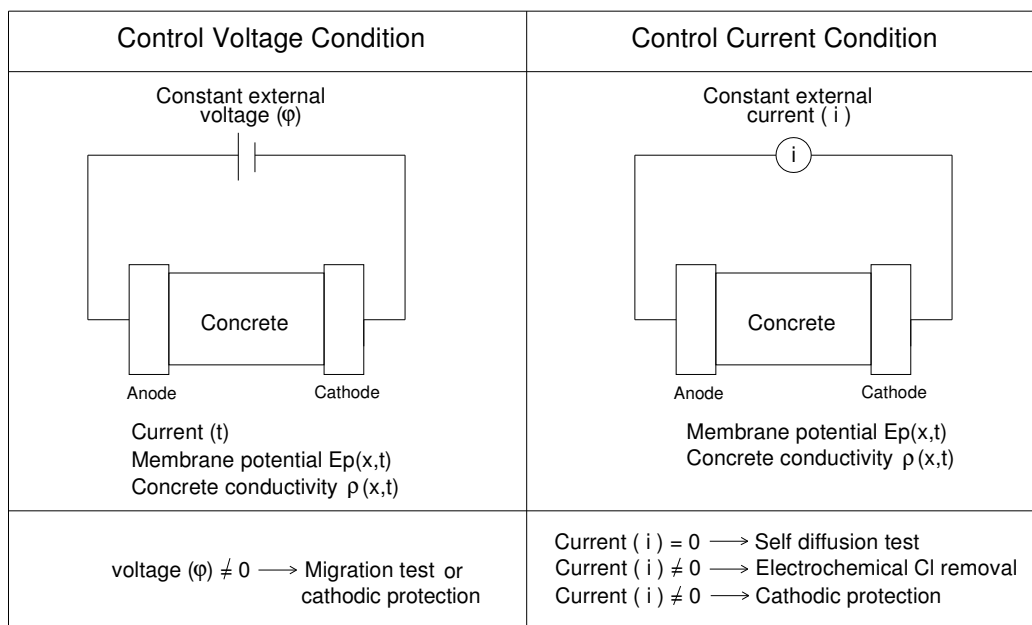 Control Voltage Condition
Control Current Condition
Constant external
voltage (φ)
Anode
Concrete
Cathode
Current (t)
Membrane potential Ep(x,t)
Concrete conductivity ρ(x,t)
Constant external
current ( i )
i
Anode
Concrete
Cathode
Membrane potential Ep(x,t)
Concrete conductivity ρ(x,t)
voltage (φ) ≠ 0 → Migration test or
cathodic protection
Current ( i ) = 0 → Self diffusion test
Current ( i ) ≠ 0 → Electrochemical Cl removal
Current ( i ) ≠ 0 → Cathodic protection